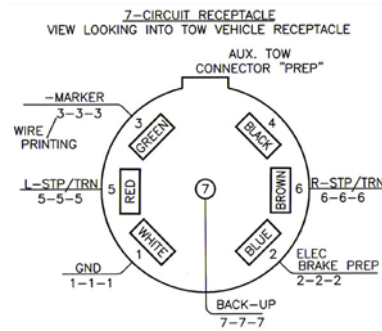 7-CIRCUIT RECEPTACLE
VIEW LOOKING INTO TOW VEHICLE RECEPTACLE
AUX. TOW
CONNECTOR "PREP"
-MARKER
3-3-3
WIRE
PRINTING
3
GREEN
4
BLACK
L-STP/TRN
5-5-5
5
RED
7
BROWN
6
R-STP/TRN
6-6-6
WHITE
1
BLUE
2
GND
1-1-1
ELEC
BRAKE PREP
2-2-2
BACK-UP
7-7-7